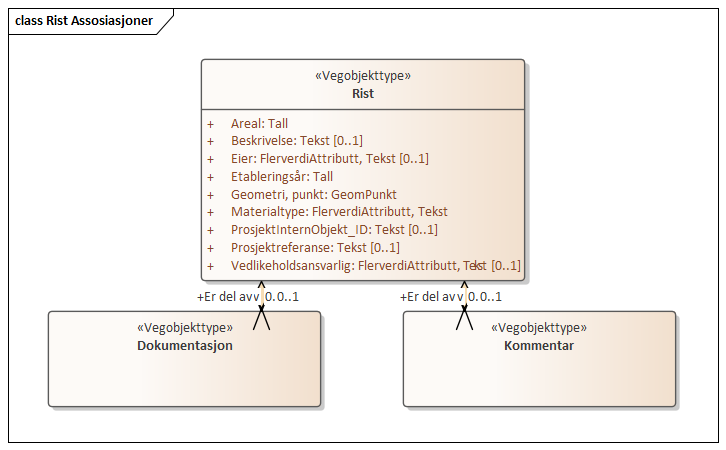 class Rist Assosiasjoner
«Vegobjekttype»
Rist
+ Areal: Tall
+ Beskrivelse: Tekst [0..1]
+ Eier: FlerverdiAttributt, Tekst [0..1]
+ Etableringsår: Tall
+ Geometri, punkt: GeomPunkt
+ Materialtype: FlerverdiAttributt, Tekst
+ ProsjektInternObjekt_ID: Tekst [0..1]
+ Prosjektreferanse: Tekst [0..1]
+ Vedlikeholdsansvarlig: FlerverdiAttributt, Tekst [0..1]
+Er del av 0..1 +Er del av 0..1
«Vegobjekttype» «Vegobjekttype»
Dokumentasjon Kommentar